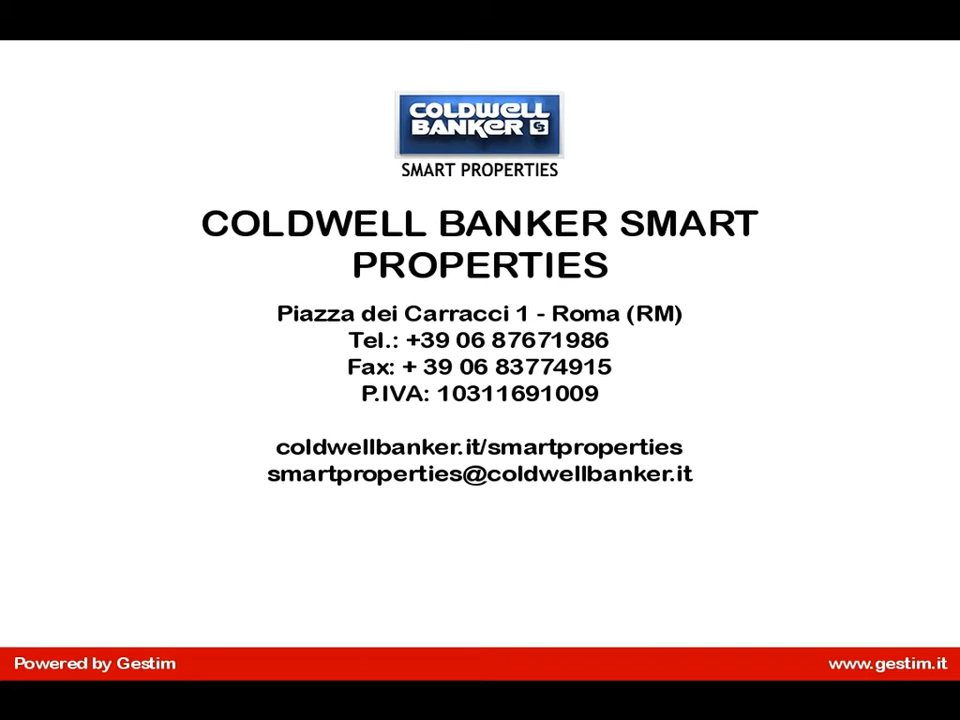 COLDWELL
BANKER CB
SMART PROPERTIES
COLDWELL BANKER SMART
PROPERTIES
Piazza dei Carracci 1 - Roma (RM)
Tel.: +39 06 87671986
Fax: + 39 06 83774915
P.IVA: 10311691009
coldwellbanker.it/smartproperties
smartproperties@coldwellbanker.it
Powered by Gestim
www.gestim.it